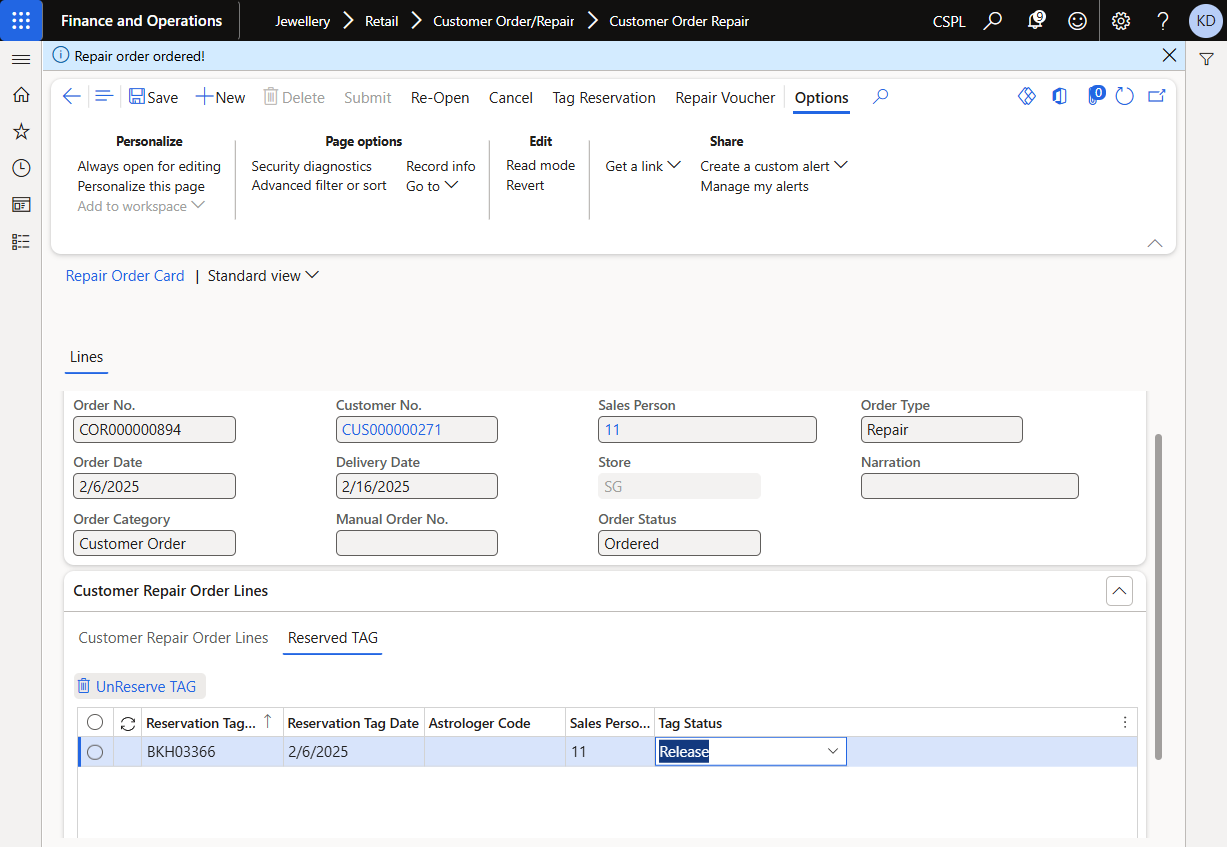 Finance and Operations
Jewellery
Retail
Customer Order/Repair
Customer Order Repair
CSPL
9
KD
Repair order ordered!
Save
New
Delete
Submit
Re-Open
Cancel
Tag Reservation
Repair Voucher
Options
0
Personalize
Always open for editing
Personalize this page
Add to workspace
Page options
Security diagnostics
Advanced filter or sort
Record info
Go to
Edit
Read mode
Revert
Share
Get a link
Create a custom alert
Manage my alerts
Repair Order Card | Standard view
Lines
Order No. Customer No. Sales Person Order Type
COR000000894 CUS000000271 11 Repair
Order Date Delivery Date Store Narration
2/6/2025 2/16/2025 SG
Order Category Manual Order No. Order Status
Customer Order Ordered
Customer Repair Order Lines
Customer Repair Order Lines Reserved TAG
UnReserve TAG
Reservation Tag... Reservation Tag Date Astrologer Code Sales Perso... Tag Status
BKH03366 2/6/2025 11 Release